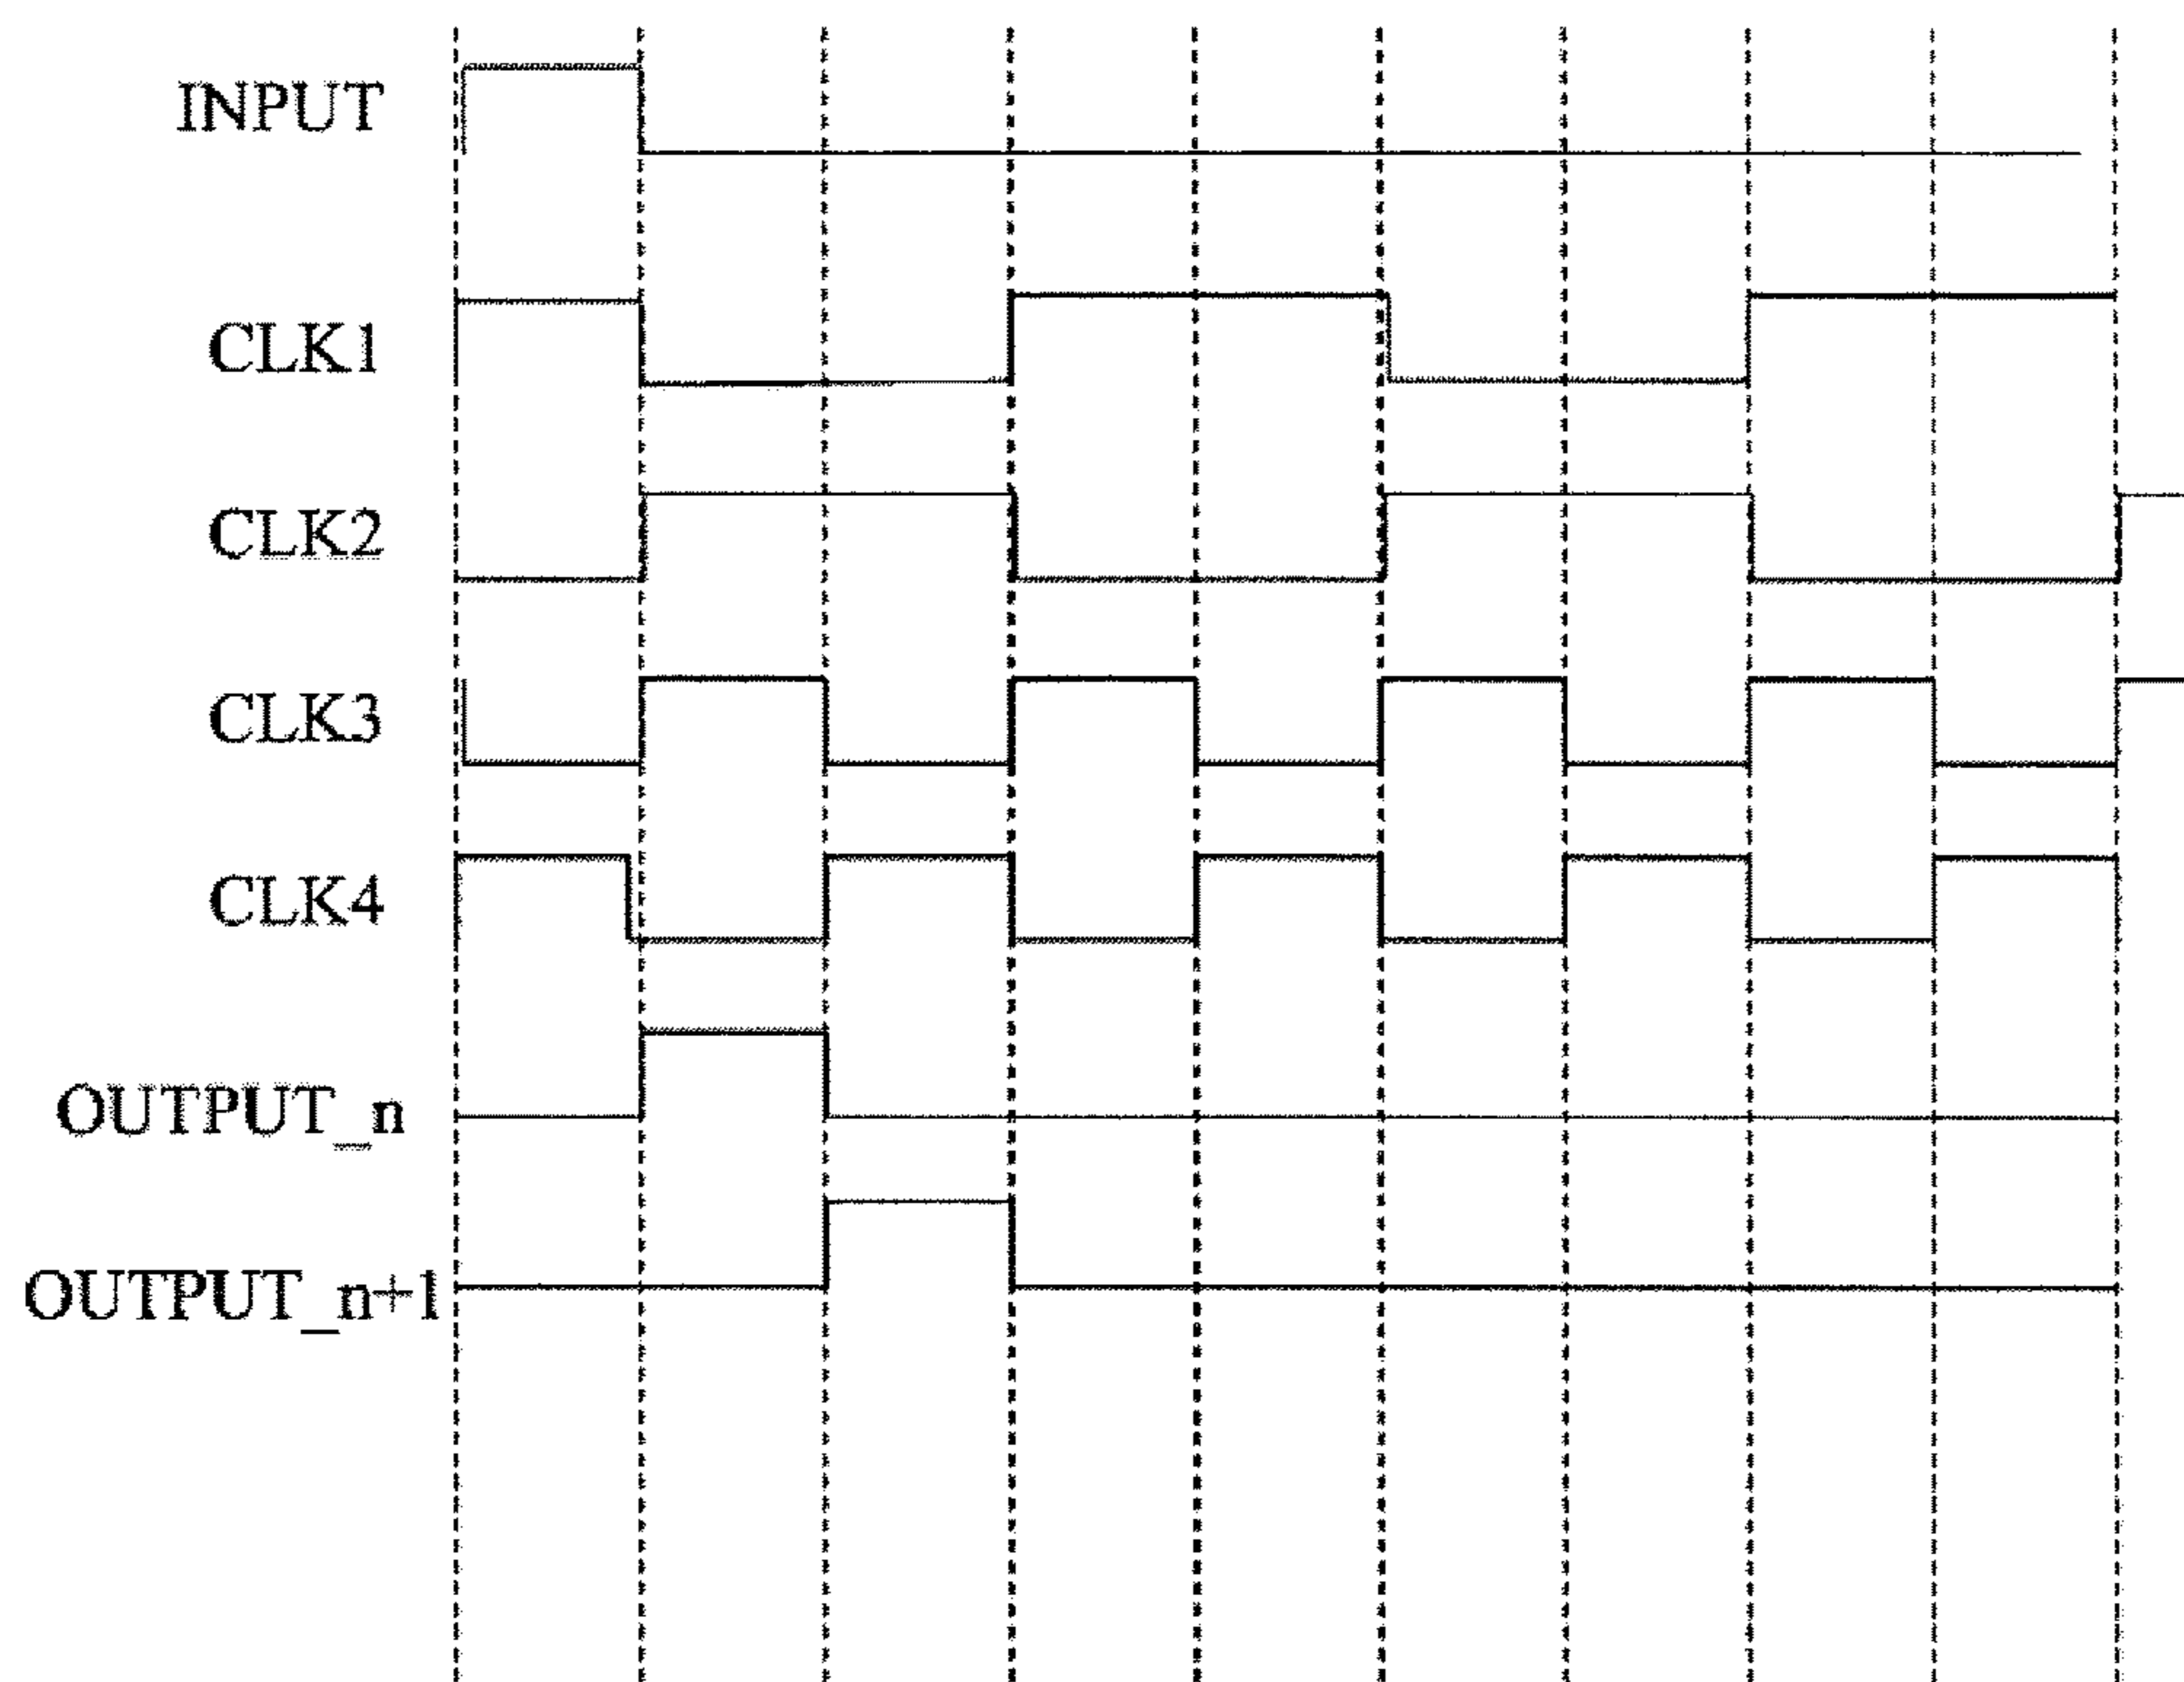 INPUT
CLK1
CLK2
CLK3
CLK4
OUTPUT_n
OUTPUT_n+1